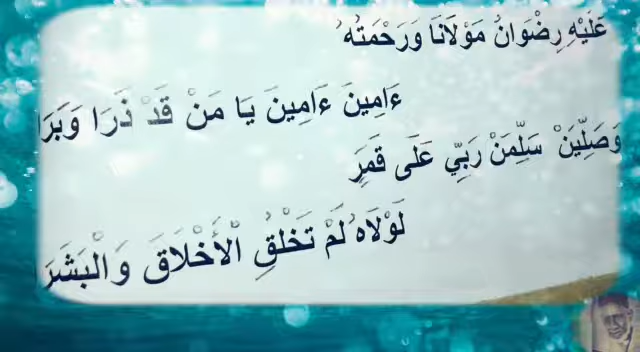 عَلَيْهِ رِضْوَانُ مَوْلَانَا وَرَحْمَتُهُ
ءَامِينَ ءَامِينَ يَا مَنْ قَدْ ذَرَا وَبَرَا
وَصَلِّيَنْ سَلِّمَنْ رَبِّي عَلَى قَمَرٍ
لَوْلَاهُ لَمْ تَخْلُقِ الْأَخْلَاقَ وَالْبَشَرَ